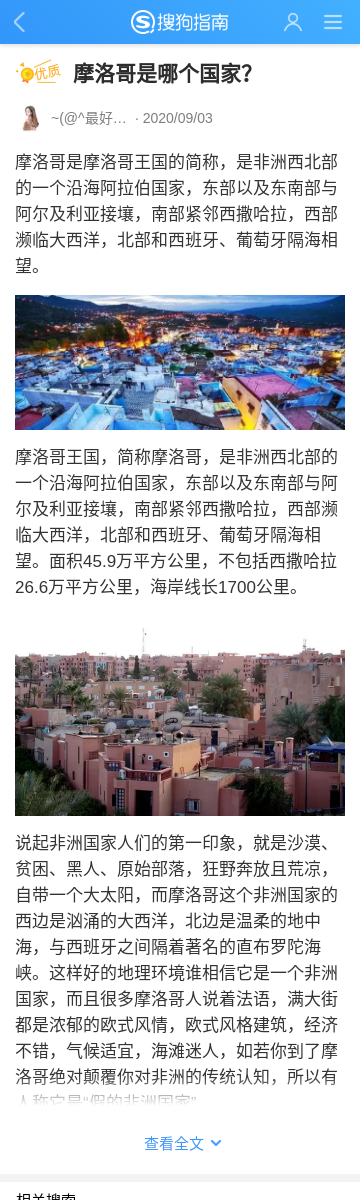 搜狗指南
优质
摩洛哥是哪个国家？
~(@^最好… · 2020/09/03
摩洛哥是摩洛哥王国的简称，是非洲西北部
的一个沿海阿拉伯国家，东部以及东南部与
阿尔及利亚接壤，南部紧邻西撒哈拉，西部
濒临大西洋，北部和西班牙、葡萄牙隔海相
望。
摩洛哥王国，简称摩洛哥，是非洲西北部的
一个沿海阿拉伯国家，东部以及东南部与阿
尔及利亚接壤，南部紧邻西撒哈拉，西部濒
临大西洋，北部和西班牙、葡萄牙隔海相
望。面积45.9万平方公里，不包括西撒哈拉
26.6万平方公里，海岸线长1700公里。
说起非洲国家人们的第一印象，就是沙漠、
贫困、黑人、原始部落，狂野奔放且荒凉，
自带一个大太阳，而摩洛哥这个非洲国家的
西边是汹涌的大西洋，北边是温柔的地中
海，与西班牙之间隔着著名的直布罗陀海
峡。这样好的地理环境谁相信它是一个非洲
国家，而且很多摩洛哥人说着法语，满大街
都是浓郁的欧式风情，欧式风格建筑，经济
不错，气候适宜，海滩迷人，如若你到了摩
洛哥绝对颠覆你对非洲的传统认知，所以有
人称它是“假的非洲国家”
查看全文
相关搜索